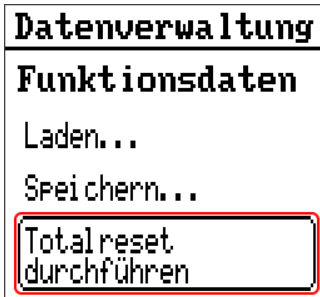 Datenverwaltung
Funktionsdaten
Laden...
Speichern...
Totalreset
durchführen